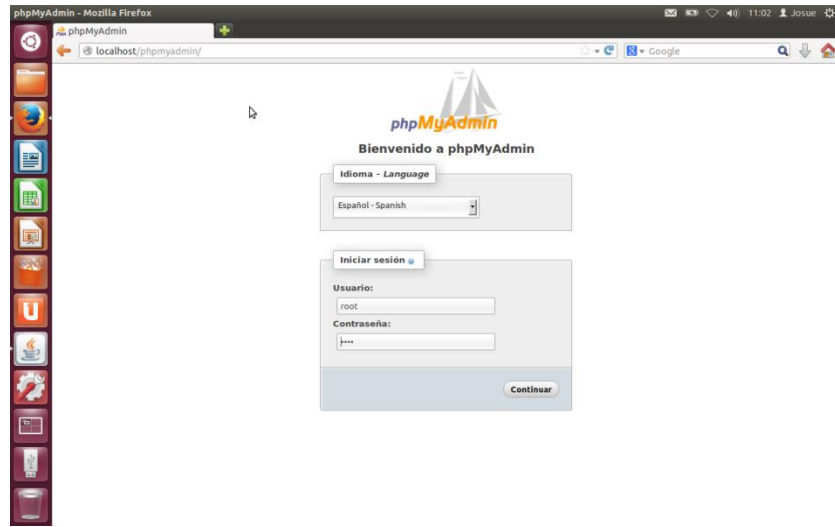 phpMyAdmin - Mozilla Firefox
11:02 Josue
phpMyAdmin
localhost/phpmyadmin/
Google
phpMyAdmin
Bienvenido a phpMyAdmin
Idioma - Language
Español - Spanish
Iniciar sesión
Usuario:
root
Contraseña:
••••
Continuar